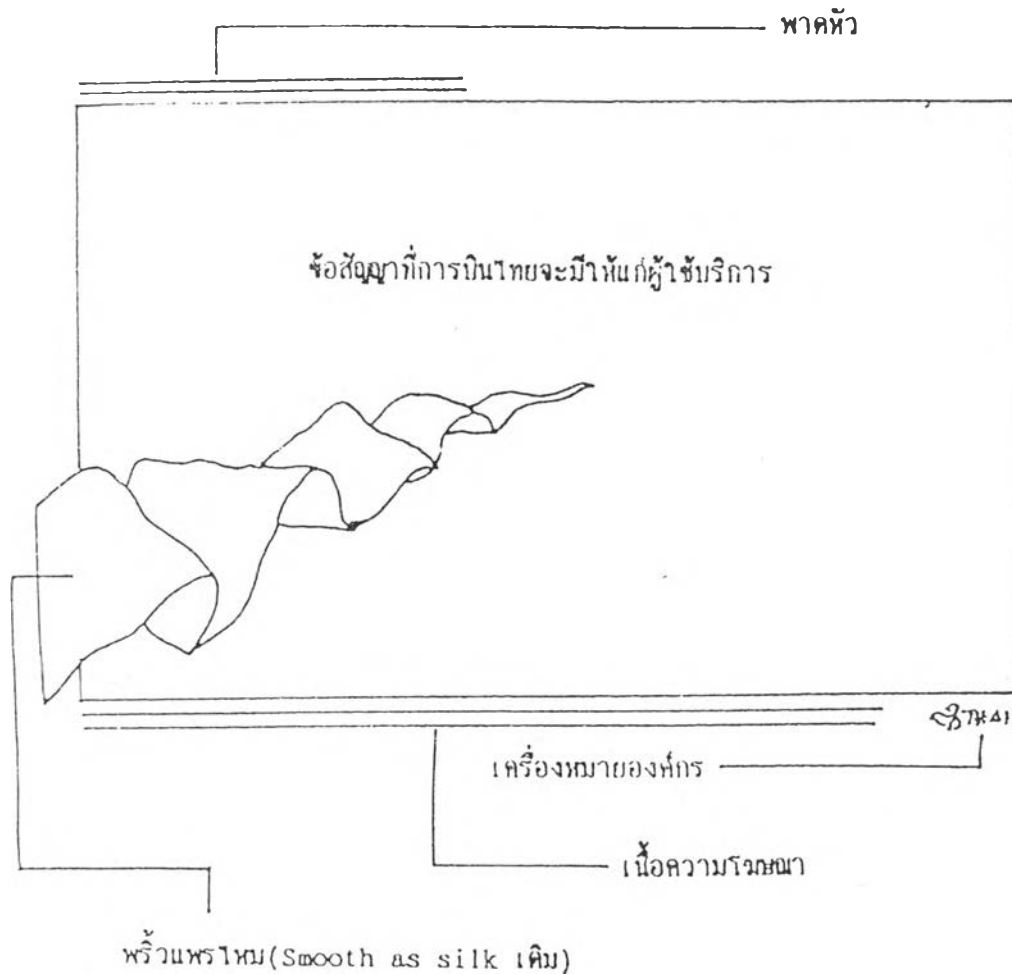 พาดหัว
ข้อสัญญาที่การบินไทยจะมีให้แก่ผู้ใช้บริการ
เครื่องหมายองค์กร
เนื้อความโฆษณา
พริ้วแพรไหม(Smooth as silk เดิม)